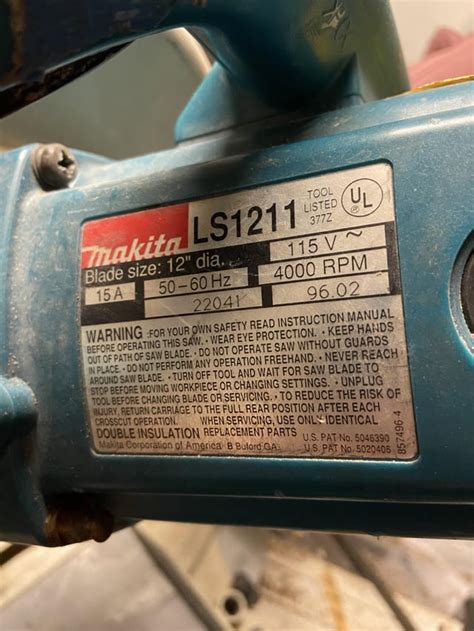 makita LS1211 TOOL LISTED 377Z UL
Blade size: 12" dia. 115 V ~
15 A 50–60 Hz 4000 RPM
22041 96.02
WARNING :FOR YOUR OWN SAFETY READ INSTRUCTION MANUAL
BEFORE OPERATING THIS SAW. • WEAR EYE PROTECTION. • KEEP HANDS
OUT OF PATH OF SAW BLADE. • DO NOT OPERATE SAW WITHOUT GUARDS
• DO NOT PERFORM ANY OPERATION FREEHAND. • NEVER REACH
AROUND SAW BLADE. • TURN OFF TOOL AND WAIT FOR SAW BLADE TO
STOP BEFORE MOVING WORKPIECE OR CHANGING SETTINGS. • UNPLUG
TOOL BEFORE CHANGING BLADE OR SERVICING. • TO REDUCE THE RISK OF
INJURY, RETURN CARRIAGE TO THE FULL REAR POSITION AFTER EACH
CROSSCUT OPERATION. WHEN SERVICING, USE ONLY IDENTICAL
DOUBLE INSULATION REPLACEMENT PARTS
Makita Corporation of America B Buford GA. U.S. PAT No. 5046390
U.S. PAT No. 5020406
857496 4